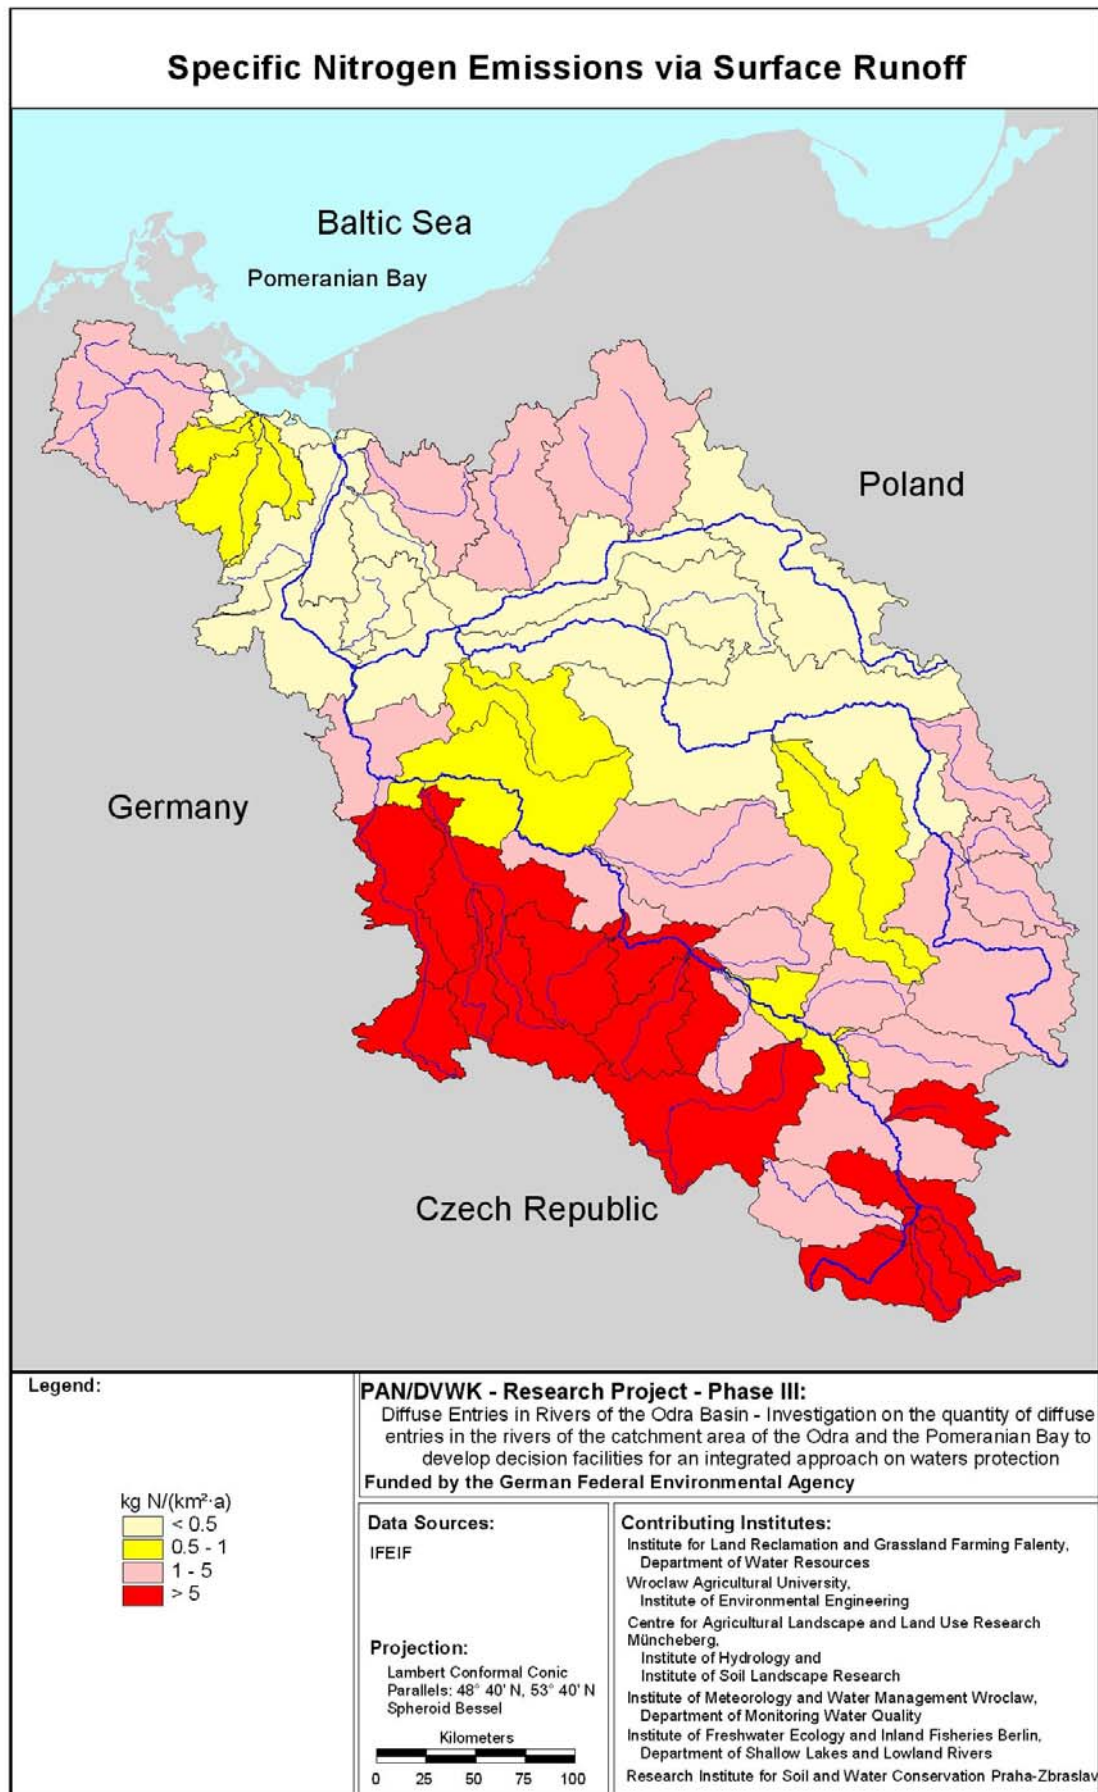 Specific Nitrogen Emissions via Surface Runoff
Baltic Sea
Pomeranian Bay
Poland
Germany
Czech Republic
Legend:
kg N/(km²·a)
< 0.5
0.5 - 1
1 - 5
> 5
PAN/DVWK - Research Project - Phase III:
Diffuse Entries in Rivers of the Odra Basin - Investigation on the quantity of diffuse
entries in the rivers of the catchment area of the Odra and the Pomeranian Bay to
develop decision facilities for an integrated approach on waters protection
Funded by the German Federal Environmental Agency
Data Sources:
IFEIF
Projection:
Lambert Conformal Conic
Parallels: 48° 40' N, 53° 40' N
Spheroid Bessel
Kilometers
0 25 50 75 100
Contributing Institutes:
Institute for Land Reclamation and Grassland Farming Falenty,
Department of Water Resources
Wroclaw Agricultural University,
Institute of Environmental Engineering
Centre for Agricultural Landscape and Land Use Research
Müncheberg,
Institute of Hydrology and
Institute of Soil Landscape Research
Institute of Meteorology and Water Management Wroclaw,
Department of Monitoring Water Quality
Institute of Freshwater Ecology and Inland Fisheries Berlin,
Department of Shallow Lakes and Lowland Rivers
Research Institute for Soil and Water Conservation Praha-Zbraslav